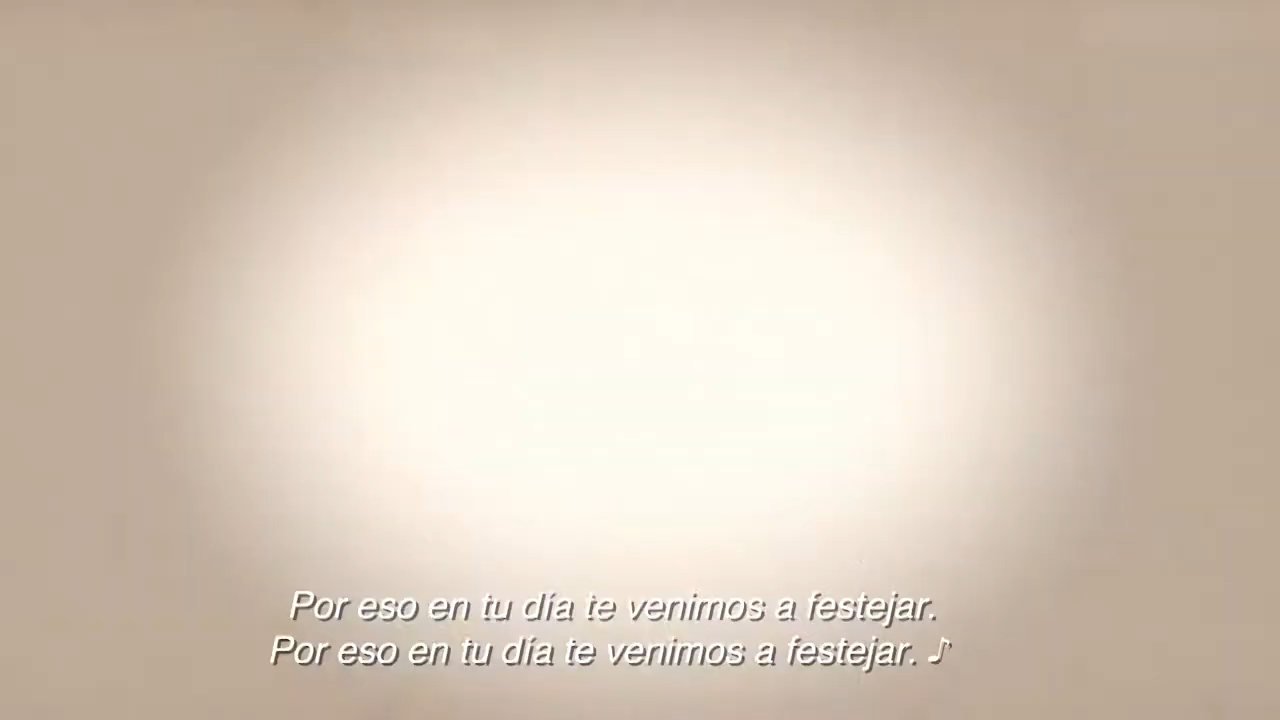 Por eso en tu día te venimos a festejar.
Por eso en tu día te venimos a festejar. ♪